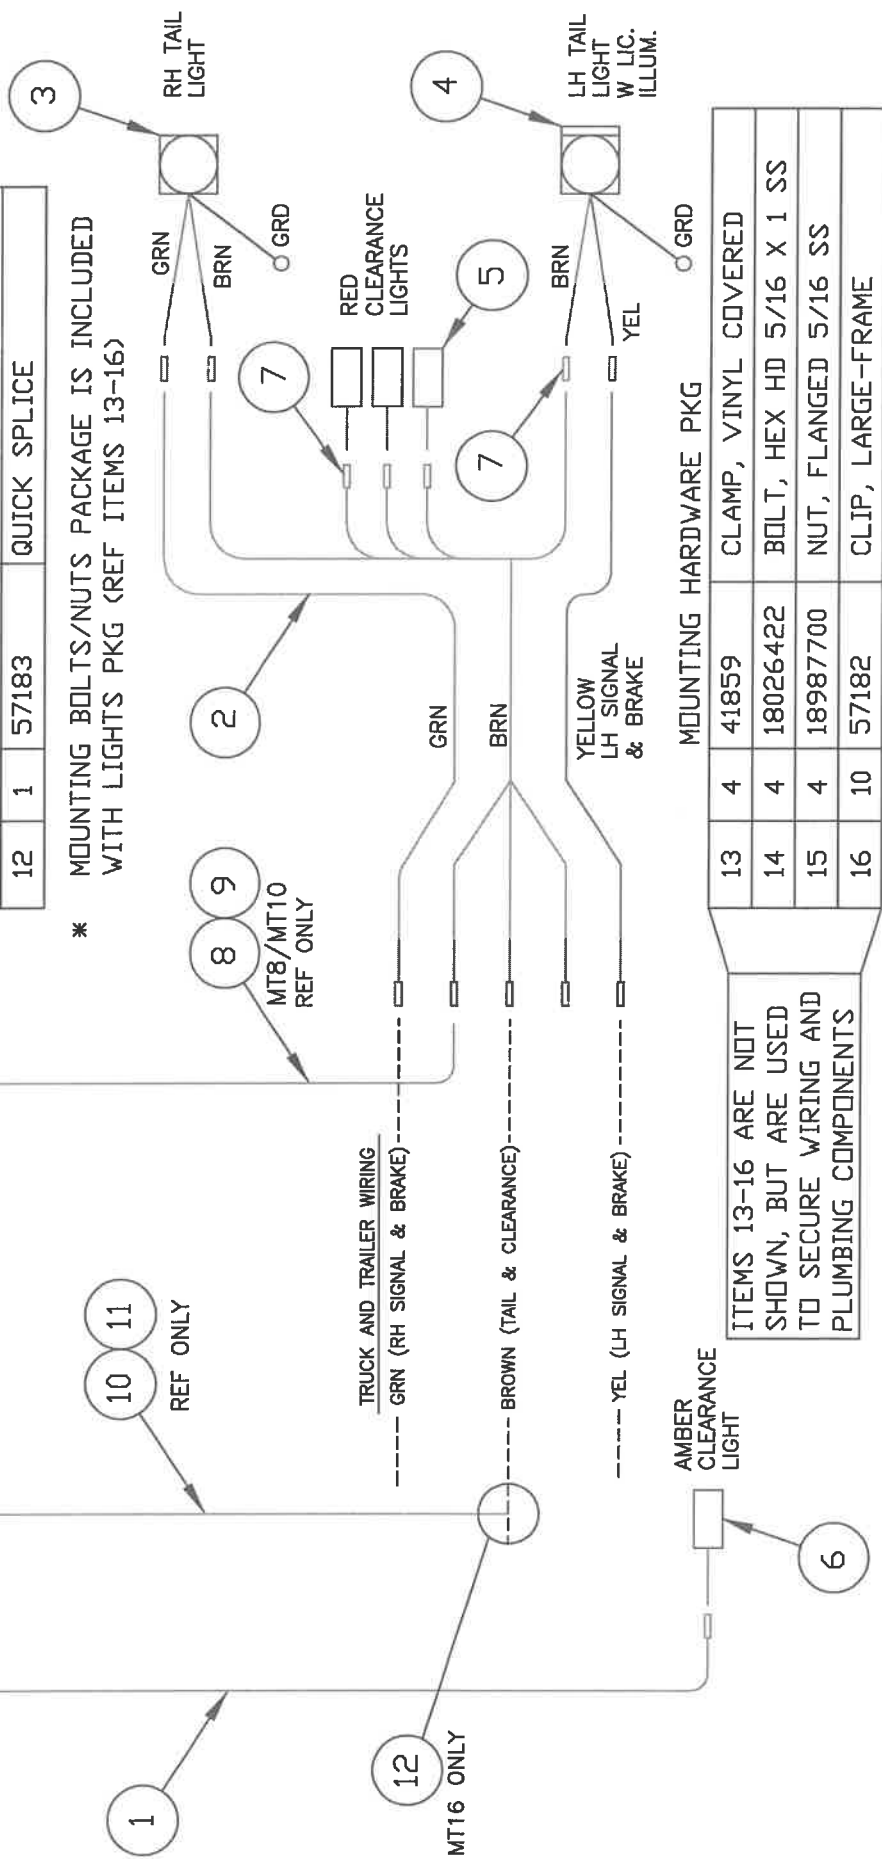 12 1 57183 QUICK SPLICE
* MOUNTING BOLTS/NUTS PACKAGE IS INCLUDED
WITH LIGHTS PKG (REF ITEMS 13-16)
3
RH TAIL
LIGHT
GRN
BRN
GRD
7
RED
CLEARANCE
LIGHTS
5
4
LH TAIL
LIGHT
W LIC.
ILLUM.
7
BRN
YEL
GRD
2
GRN
BRN
YELLOW
LH SIGNAL
& BRAKE
8 9
MT8/MT10
REF ONLY
10 11
REF ONLY
TRUCK AND TRAILER WIRING
GRN (RH SIGNAL & BRAKE)
BROWN (TAIL & CLEARANCE)
YEL (LH SIGNAL & BRAKE)
1
12
MT16 ONLY
AMBER
CLEARANCE
LIGHT
6
MOUNTING HARDWARE PKG
13 4 41859 CLAMP, VINYL COVERED
14 4 18026422 BOLT, HEX HD 5/16 X 1 SS
15 4 18987700 NUT, FLANGED 5/16 SS
16 10 57182 CLIP, LARGE-FRAME
ITEMS 13-16 ARE NOT
SHOWN, BUT ARE USED
TO SECURE WIRING AND
PLUMBING COMPONENTS